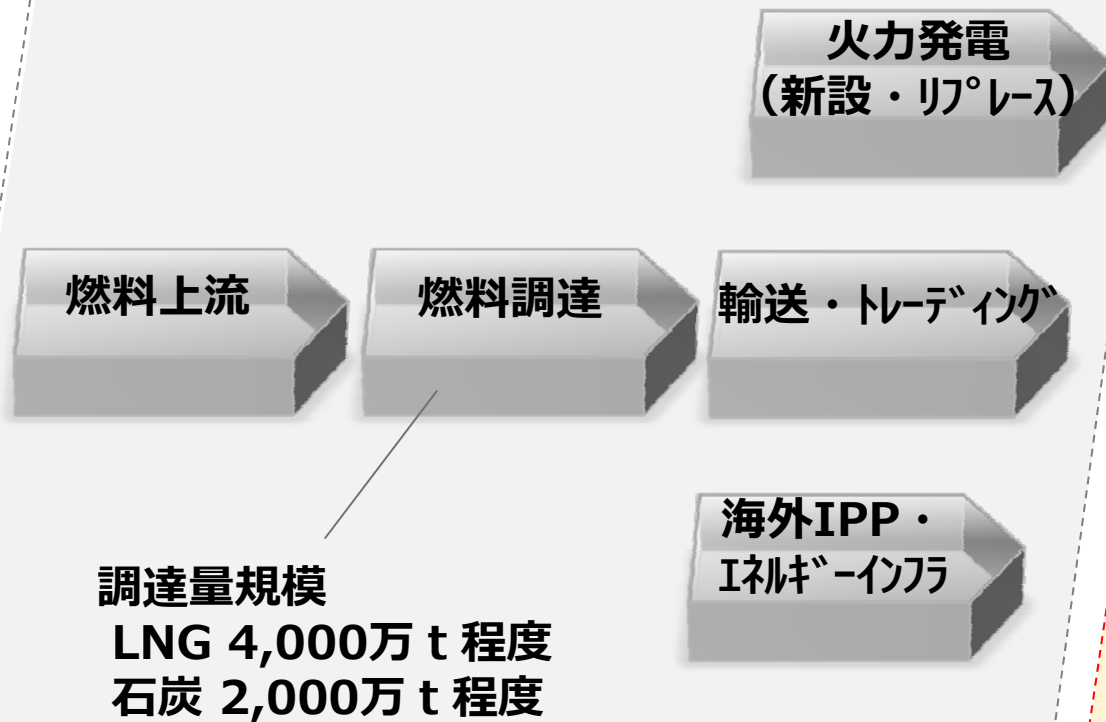 火力発電
（新設・ﾘﾌﾟﾚｰｽ）
燃料上流
燃料調達
輸送・ﾄﾚｰﾃﾞｨﾝｸﾞ
海外IPP・
ｴﾈﾙｷﾞｰｲﾝﾌﾗ
調達量規模
LNG 4,000万ｔ程度
石炭 2,000万ｔ程度